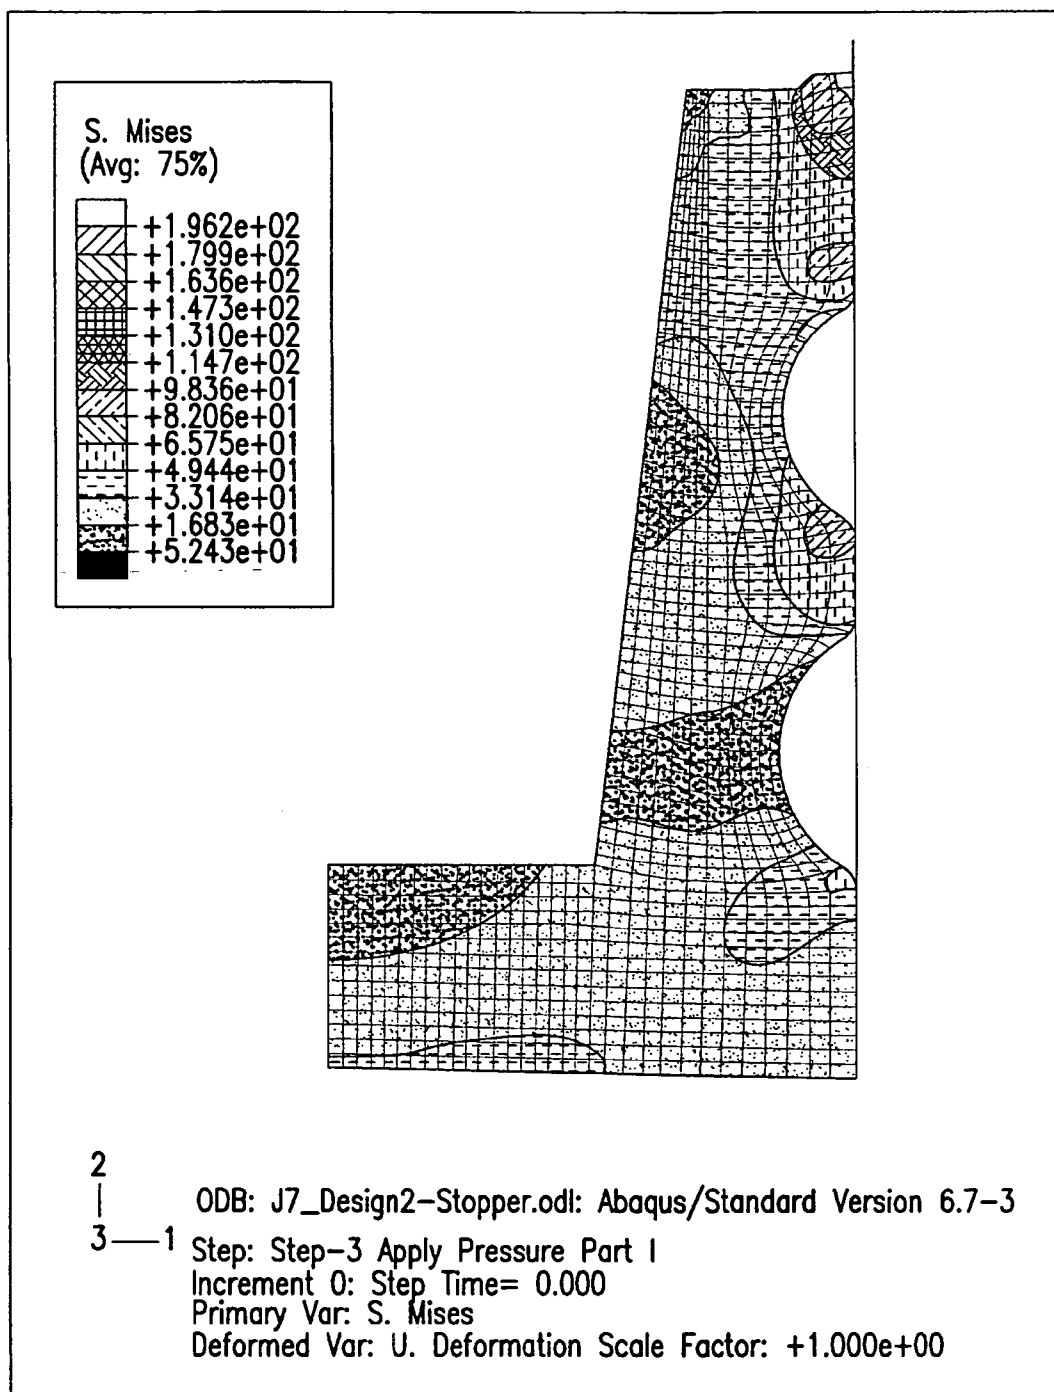 S. Mises
(Avg: 75%)
+1.962e+02
+1.799e+02
+1.636e+02
+1.473e+02
+1.310e+02
+1.147e+02
+9.836e+01
+8.206e+01
+6.575e+01
+4.944e+01
+3.314e+01
+1.683e+01
+5.243e+01
2
3 1
ODB: J7_Design2-Stopper.odl: Abaqus/Standard Version 6.7-3
Step: Step-3 Apply Pressure Part I
Increment 0: Step Time= 0.000
Primary Var: S. Mises
Deformed Var: U. Deformation Scale Factor: +1.000e+00